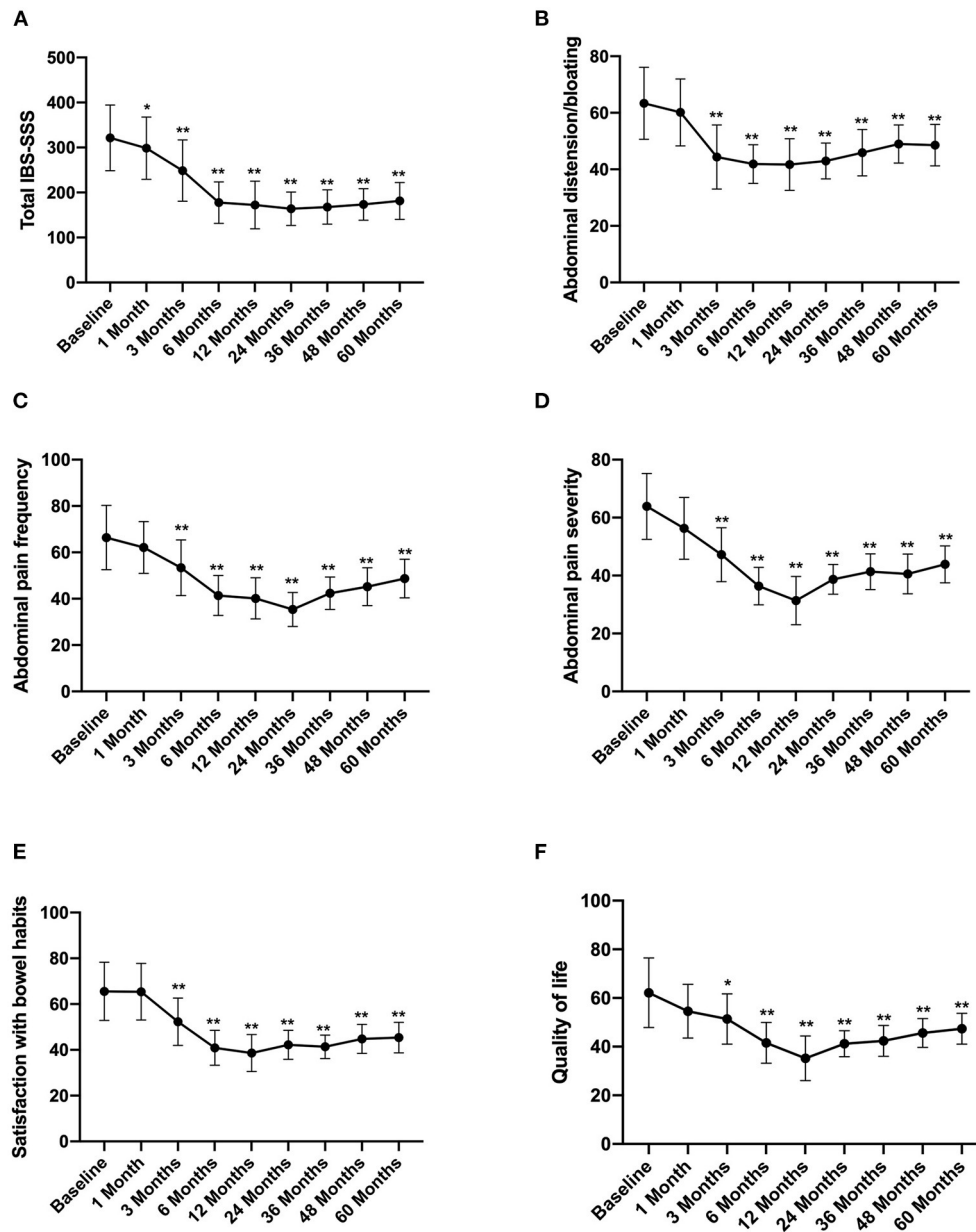 A
Total IBS-SSS
500
400
300
200
100
0
* ** ** ** ** ** ** **
Baseline
1 Month
3 Months
6 Months
12 Months
24 Months
36 Months
48 Months
60 Months
B
Abdominal distension/bloating
80
60
40
20
0
** ** ** ** ** ** **
Baseline
1 Month
3 Months
6 Months
12 Months
24 Months
36 Months
48 Months
60 Months
C
Abdominal pain frequency
100
80
60
40
20
0
** ** ** ** ** ** **
Baseline
1 Month
3 Months
6 Months
12 Months
24 Months
36 Months
48 Months
60 Months
D
Abdominal pain severity
80
60
40
20
0
** ** ** ** ** ** **
Baseline
1 Month
3 Months
6 Months
12 Months
24 Months
36 Months
48 Months
60 Months
E
Satisfaction with bowel habits
100
80
60
40
20
0
** ** ** ** ** ** **
Baseline
1 Month
3 Months
6 Months
12 Months
24 Months
36 Months
48 Months
60 Months
F
Quality of life
100
80
60
40
20
0
* ** ** ** ** ** **
Baseline
1 Month
3 Months
6 Months
12 Months
24 Months
36 Months
48 Months
60 Months